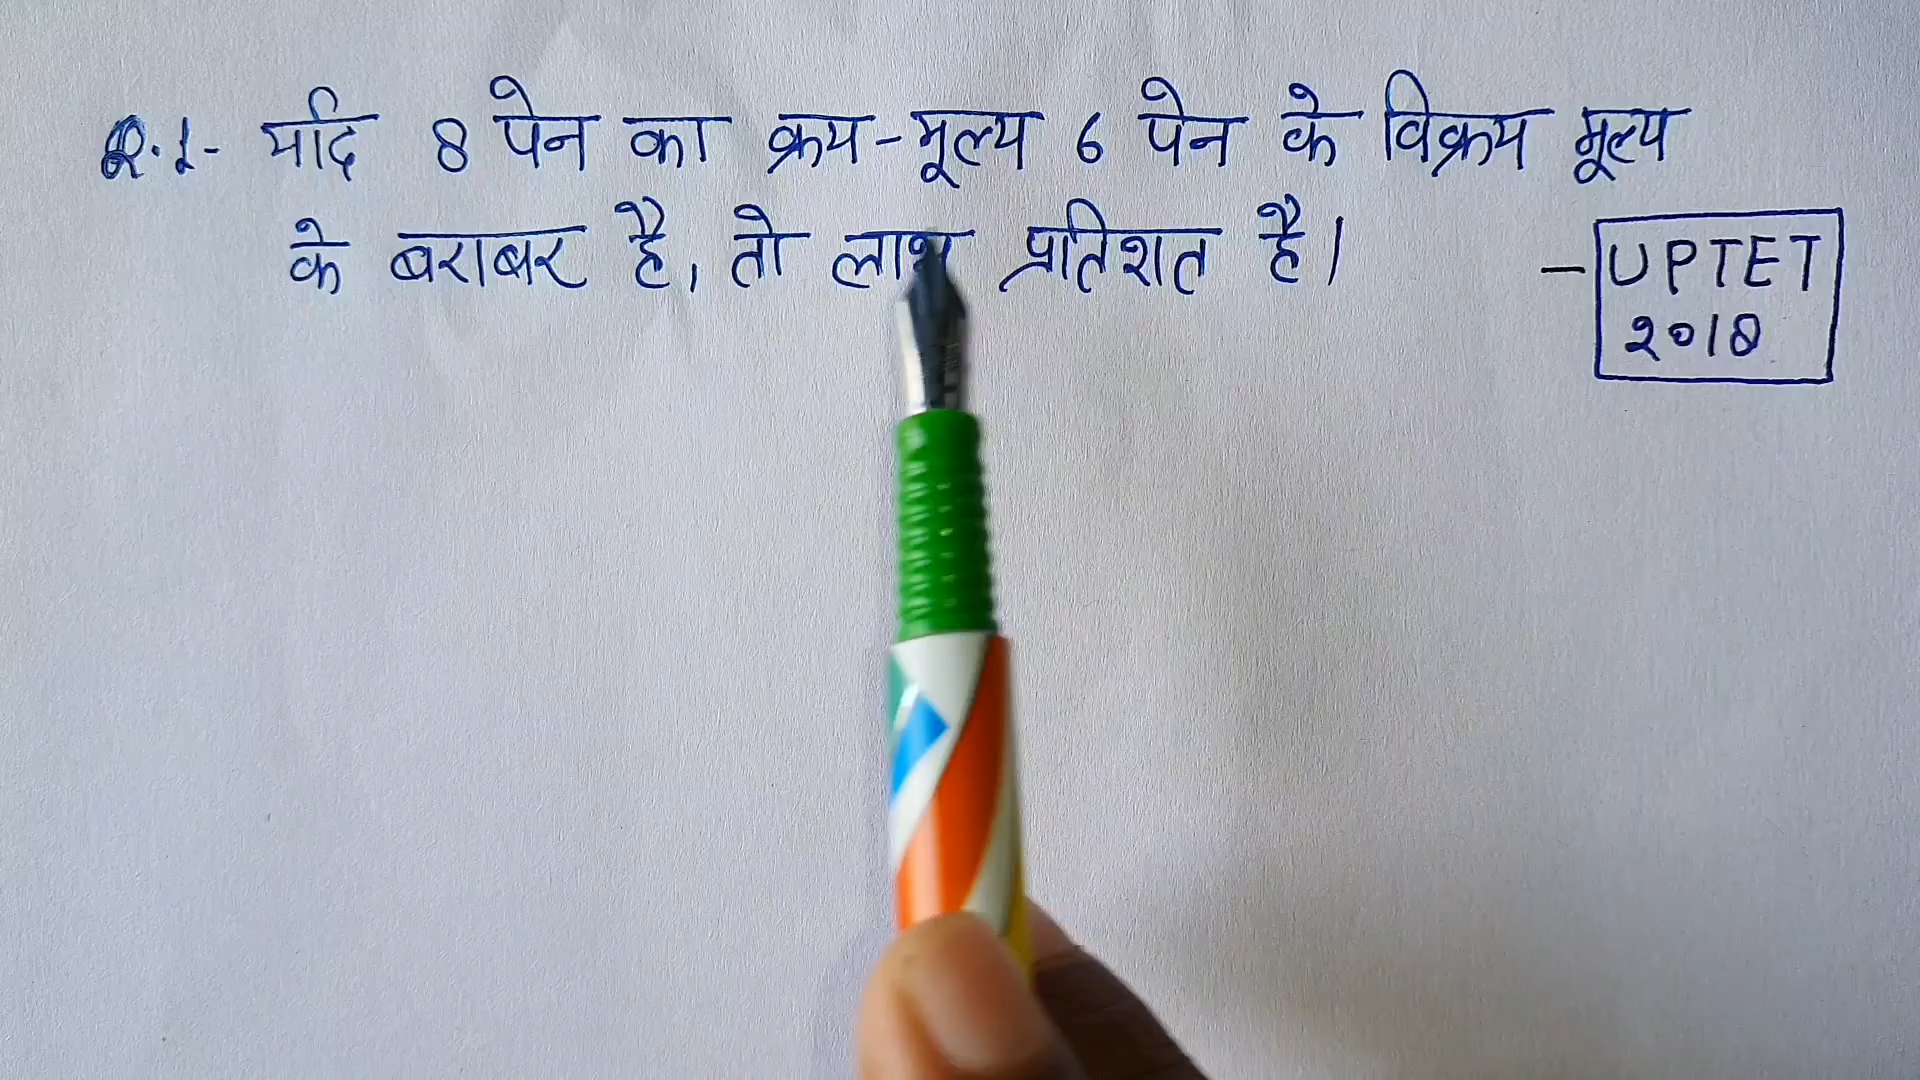 Q.1- यदि 8 पेन का क्रय-मूल्य 6 पेन के विक्रय मूल्य
के बराबर है, तो लाभ प्रतिशत है।
- UPTET
2018